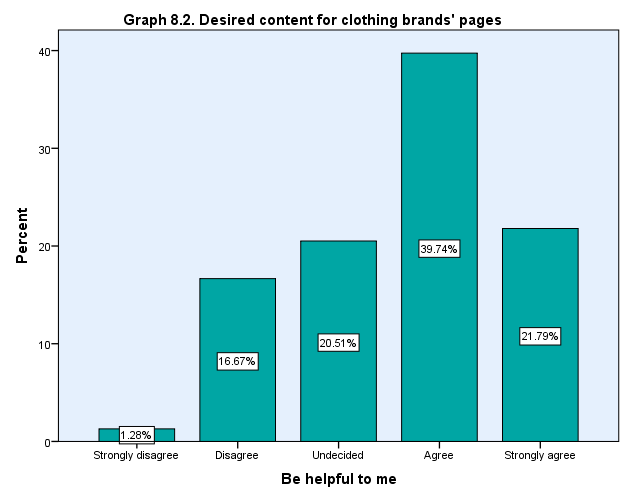 Graph 8.2. Desired content for clothing brands' pages
Percent
40
30
20
10
0
1.28%
16.67%
20.51%
39.74%
21.79%
Strongly disagree
Disagree
Undecided
Agree
Strongly agree
Be helpful to me